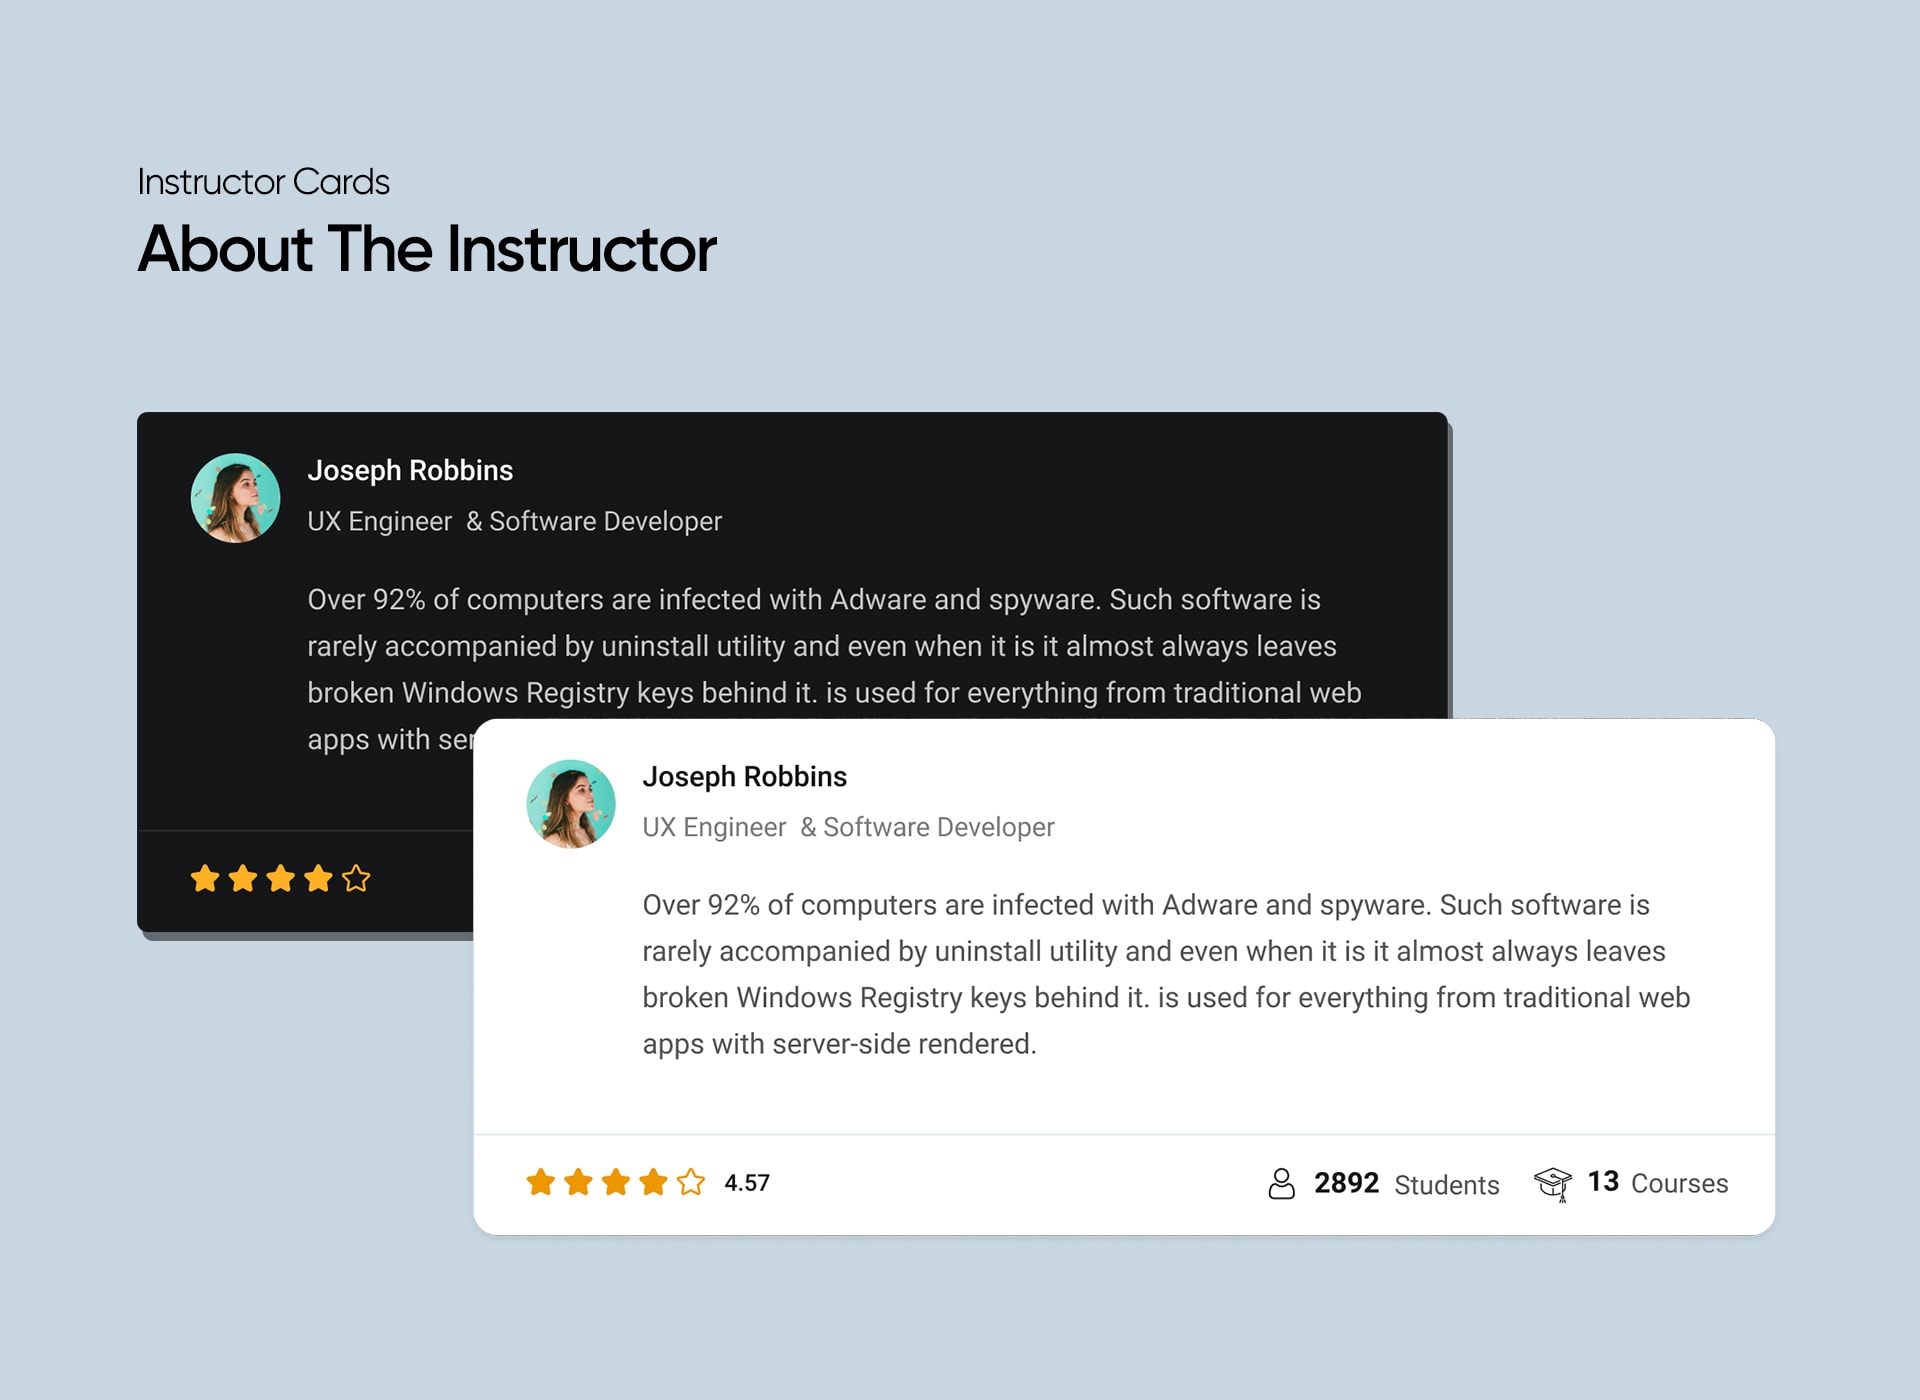 Instructor Cards
About The Instructor
Joseph Robbins
UX Engineer & Software Developer
Over 92% of computers are infected with Adware and spyware. Such software is
rarely accompanied by uninstall utility and even when it is it almost always leaves
broken Windows Registry keys behind it. is used for everything from traditional web
apps with ser
Joseph Robbins
UX Engineer & Software Developer
Over 92% of computers are infected with Adware and spyware. Such software is
rarely accompanied by uninstall utility and even when it is it almost always leaves
broken Windows Registry keys behind it. is used for everything from traditional web
apps with server-side rendered.
4.57 2892 Students 13 Courses